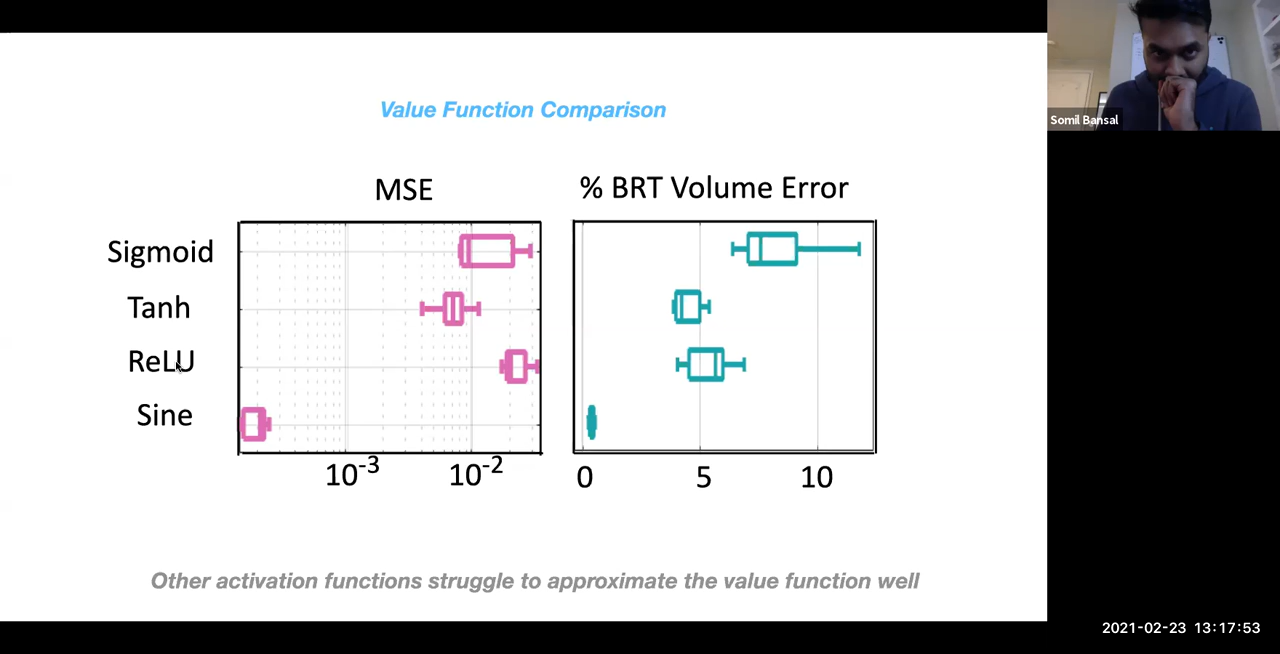 Value Function Comparison
MSE
% BRT Volume Error
Sigmoid
Tanh
ReLU
Sine
10-3
10-2
0
5
10
Other activation functions struggle to approximate the value function well
Somil Bansal
2021-02-23 13:17:53